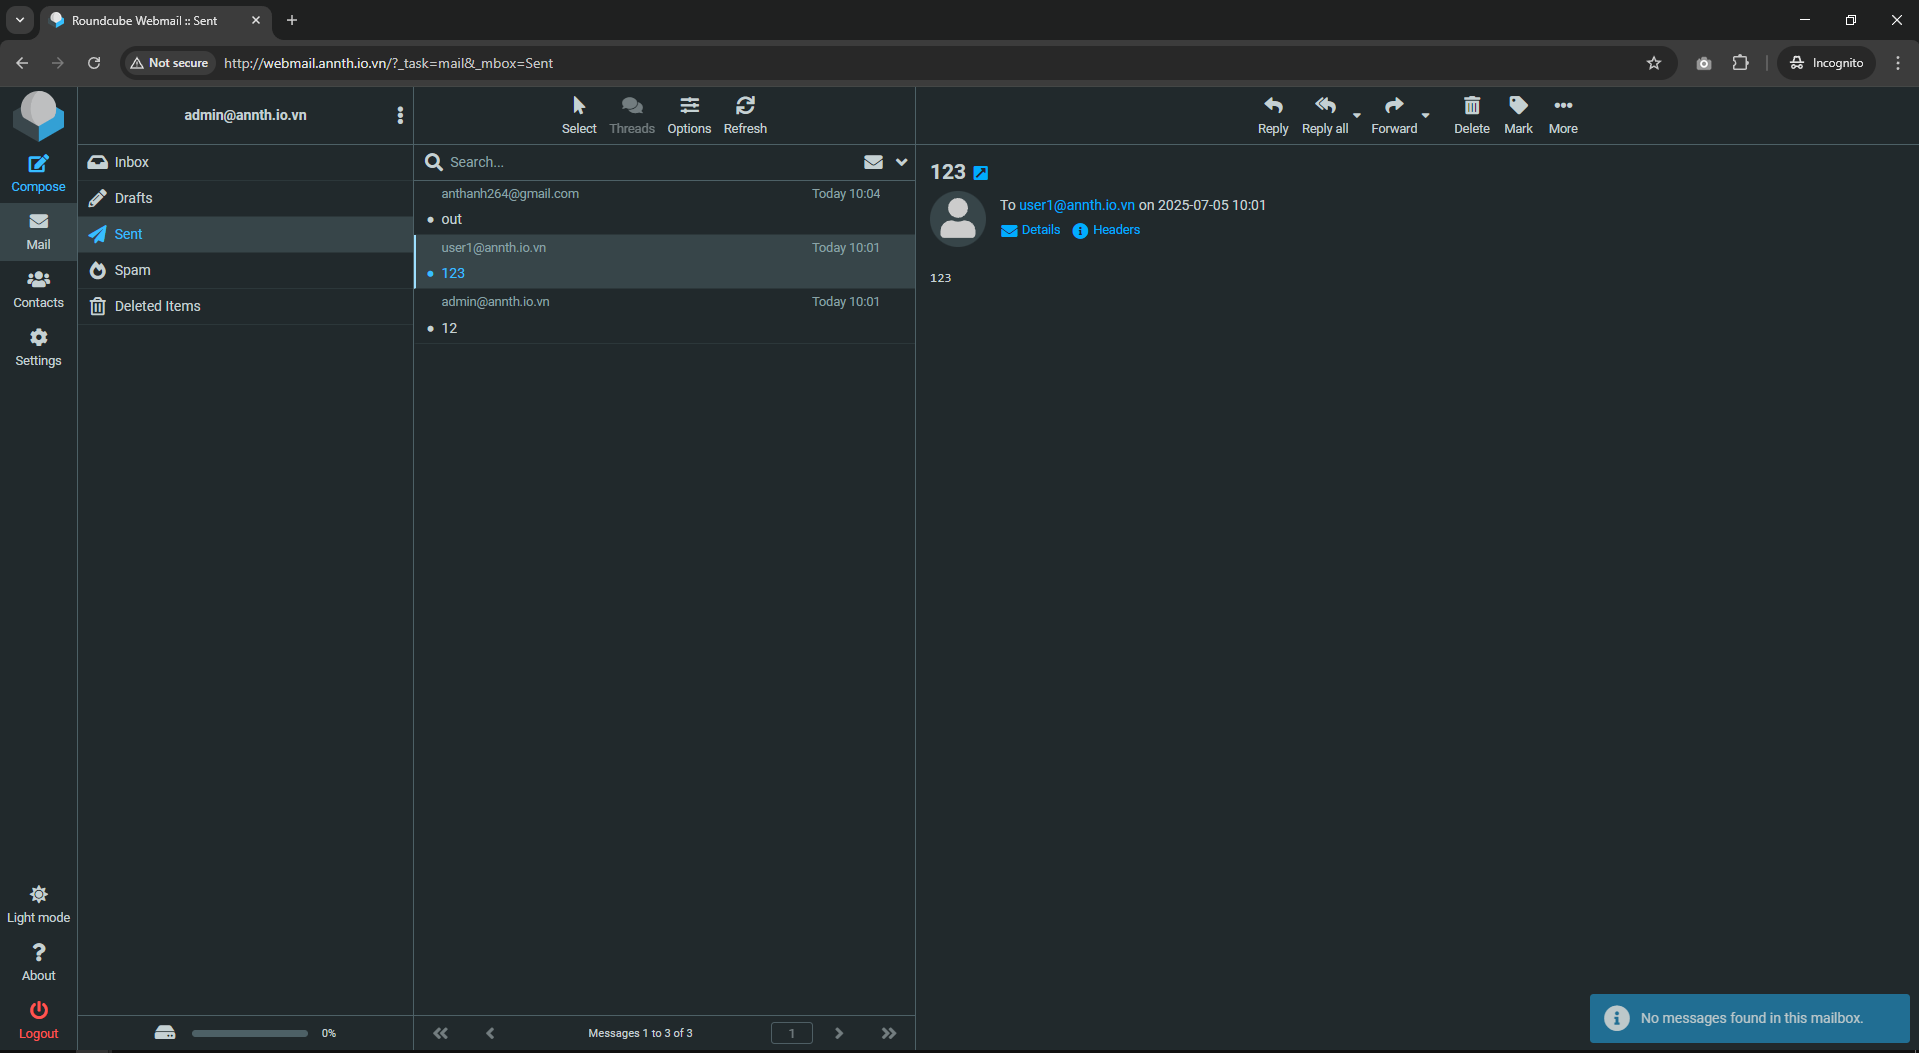 Roundcube Webmail :: Sent
Not secure
http://webmail.annth.io.vn/?_task=mail&_mbox=Sent
Incognito
admin@annth.io.vn
Select
Threads
Options
Refresh
Reply
Reply all
Forward
Delete
Mark
More
Compose
Mail
Contacts
Settings
Inbox
Drafts
Sent
Spam
Deleted Items
Search...
anthanh264@gmail.com Today 10:04
out
user1@annth.io.vn Today 10:01
123
admin@annth.io.vn Today 10:01
12
123
To user1@annth.io.vn on 2025-07-05 10:01
Details Headers
123
Light mode
About
Logout
0%
Messages 1 to 3 of 3
1
No messages found in this mailbox.